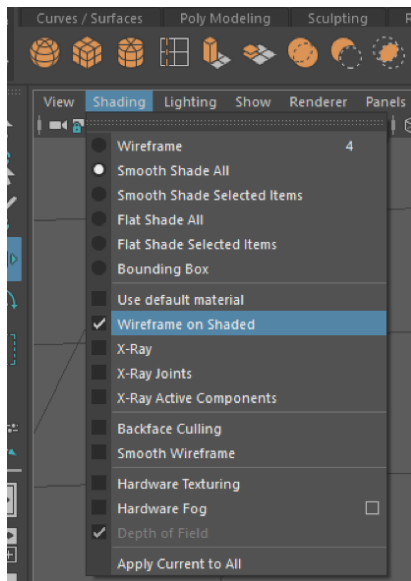 Curves / Surfaces Poly Modeling Sculpting
View Shading Lighting Show Renderer Panels
Wireframe 4
Smooth Shade All
Smooth Shade Selected Items
Flat Shade All
Flat Shade Selected Items
Bounding Box
Use default material
Wireframe on Shaded
X-Ray
X-Ray Joints
X-Ray Active Components
Backface Culling
Smooth Wireframe
Hardware Texturing
Hardware Fog
Depth of Field
Apply Current to All